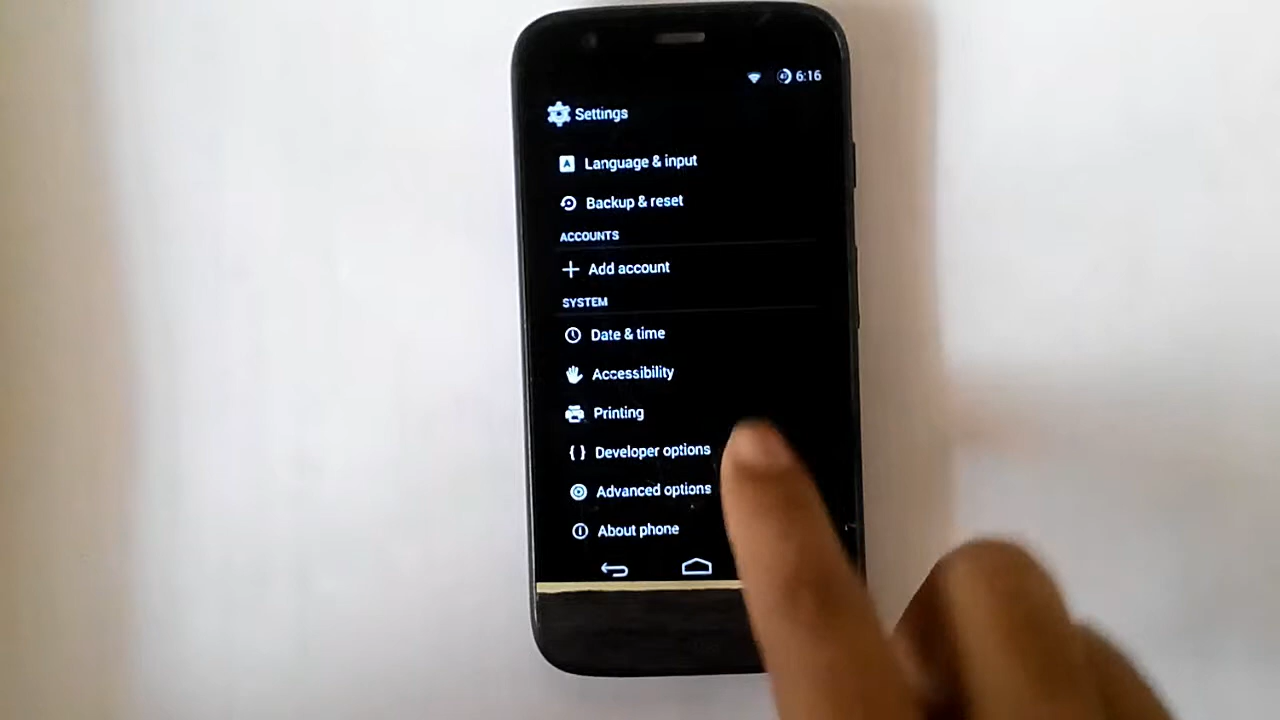 6:16
Settings
Language & input
Backup & reset
ACCOUNTS
Add account
SYSTEM
Date & time
Accessibility
Printing
Developer options
Advanced options
About phone